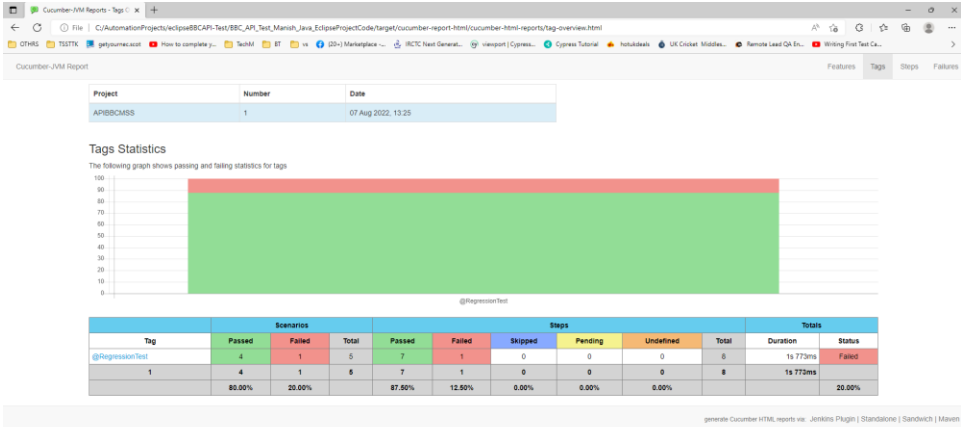 Cucumber-JVM Reports - Tags O
File
C:/AutomationProjects/eclipseBBCAPI-Test/BBC_API_Test_Manish_Java_EclipseProjectCode/target/cucumber-report-html/cucumber-html-reports/tag-overview.html
OTHRS TSSTTK getyournec.scot How to complete y... TechM BT vs (20+) Marketplace -... IRCTC Next Generat... viewport | Cypress... Cypress Tutorial hotukdeals UK Cricket Middles... Remote Lead QA En... Writing First Test Ca...
Cucumber-JVM Report Features Tags Steps Failures
Project Number Date
APIBBCMSS 1 07 Aug 2022, 13:25
Tags Statistics
The following graph shows passing and failing statistics for tags
100
90
80
70
60
50
40
30
20
10
0
@RegressionTest
Scenarios Steps Totals
Tag Passed Failed Total Passed Failed Skipped Pending Undefined Total Duration Status
@RegressionTest 4 1 5 7 1 0 0 0 8 1s 773ms Failed
1 4 1 5 7 1 0 0 0 8 1s 773ms
80.00% 20.00% 87.50% 12.50% 0.00% 0.00% 0.00% 20.00%
generate Cucumber HTML reports via: Jenkins Plugin | Standalone | Sandwich | Maven